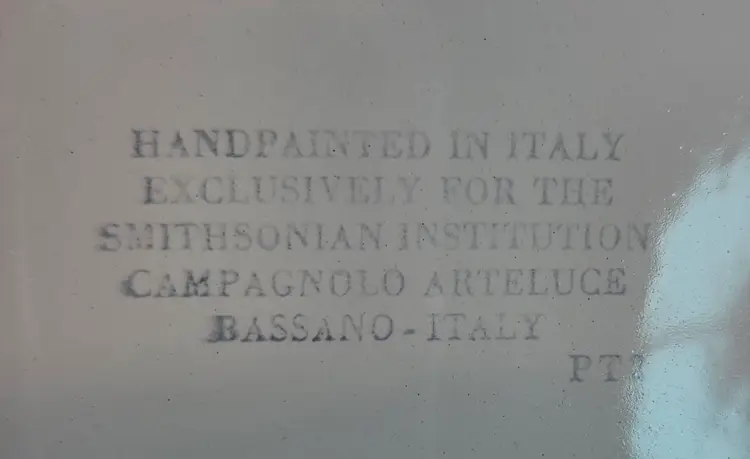 HANDPAINTED IN ITALY
EXCLUSIVELY FOR THE
SMITHSONIAN INSTITUTION
CAMPAGNOLO ARTELUCE
BASSANO-ITALY